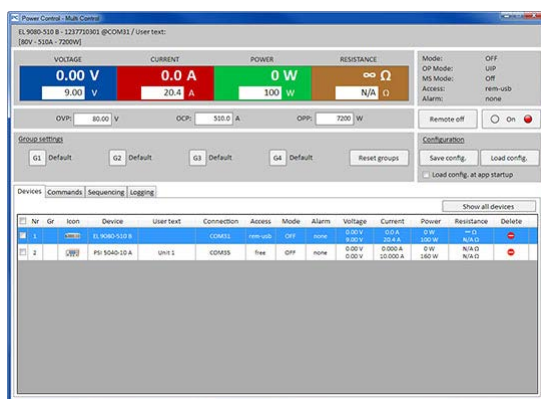 Power Control - Multi Control
EL 9080-510 B - 1237710301 @COM31 / User text:
[80V - 510A - 7200W]
VOLTAGE CURRENT POWER RESISTANCE
0.00 V 0.0 A 0 W ∞ Ω
9.00 V 20.4 A 100 W N/A Ω
Mode: OFF
OP Mode: UIP
MS Mode: Off
Access: rem-usb
Alarm: none
OVP: 80.00 V OCP: 510.0 A OPP: 7200 W
Remote off On
Group settings
G1 Default G2 Default G3 Default G4 Default Reset groups
Configuration
Save config. Load config.
Load config. at app startup
Devices Commands Sequencing Logging
Show all devices
Nr Gr Icon Device User text Connection Access Mode Alarm Voltage Current Power Resistance Delete
1 EL 9080-510 B COM31 rem-usb OFF none 0.00 V 0.0 A 0 W ∞ Ω
9.00 V 20.4 A 100 W N/A Ω
2 PSI 5040-10 A Unit 1 COM35 free OFF none 0.00 V 0.000 A 0 W N/A Ω
0.00 V 10.000 A 160 W N/A Ω